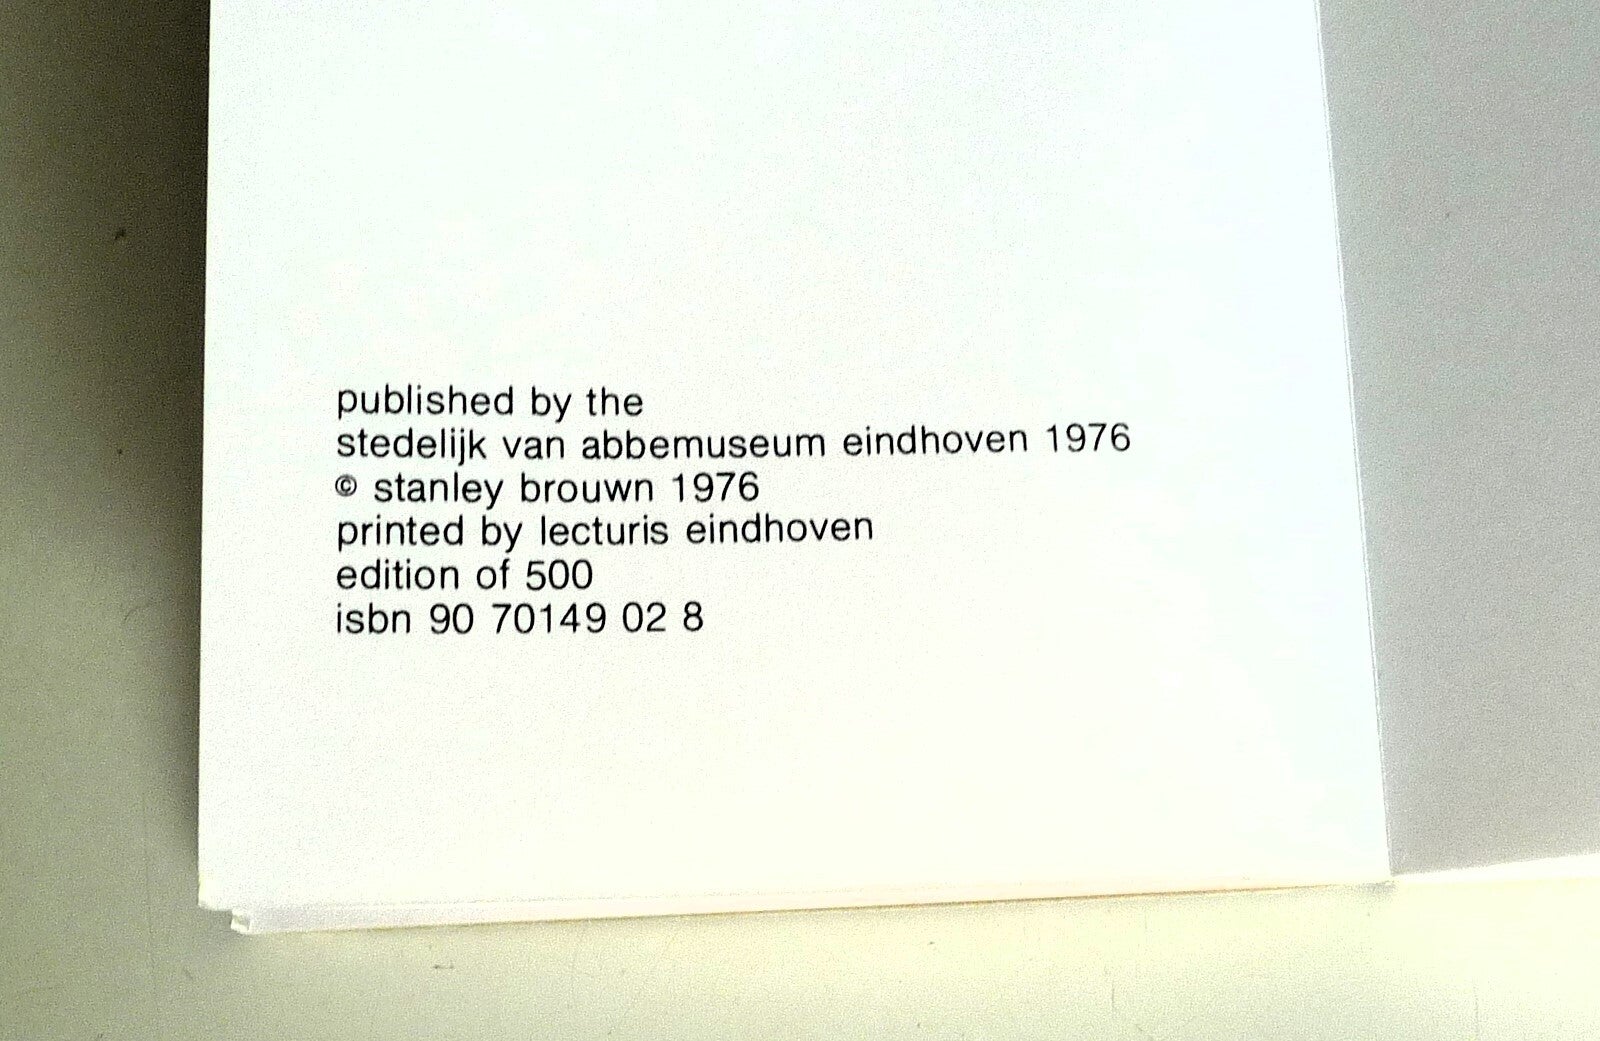 published by the
stedelijk van abbemuseum eindhoven 1976
© stanley brouwn 1976
printed by lecturis eindhoven
edition of 500
isbn 90 70149 02 8